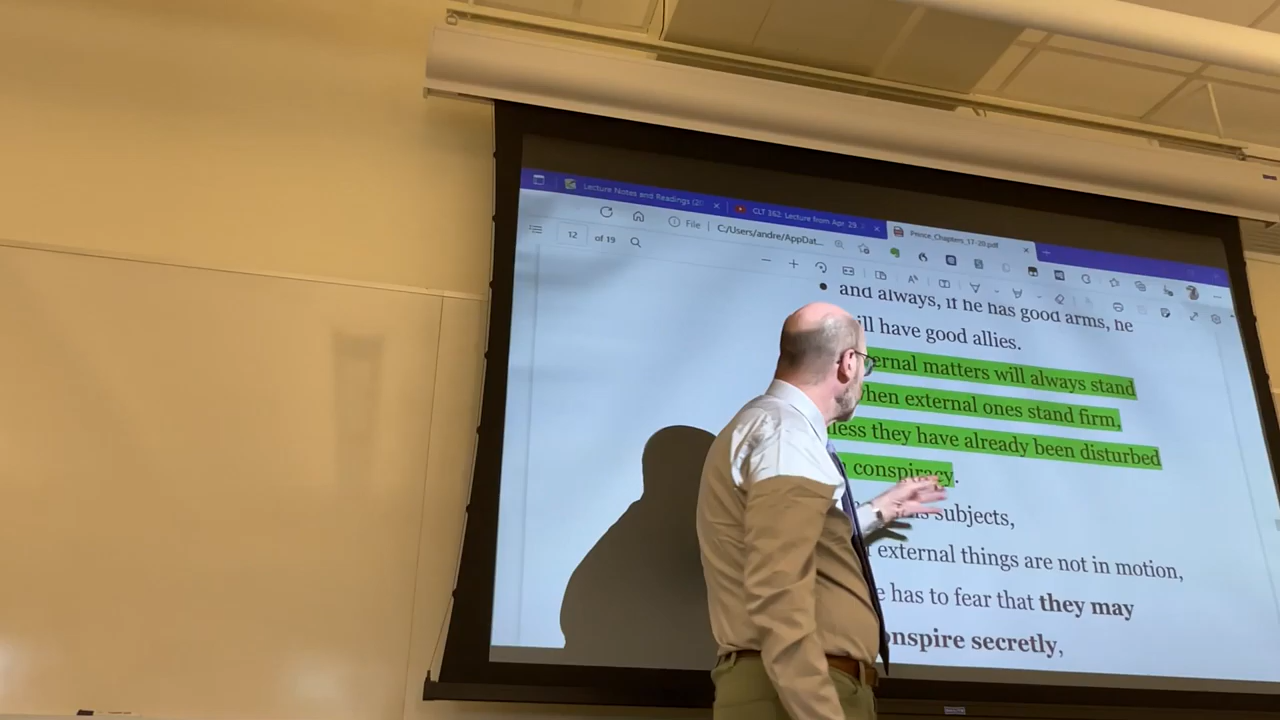 Lecture Notes and Readings (20
CLT 362: Lecture from Apr. 29
Prince_Chapters_17-20.pdf
File
C:/Users/andre/AppDat...
12 of 19
and always, if he has good arms, he
ill have good allies.
ernal matters will always stand
hen external ones stand firm,
less they have already been disturbed
conspiracy.
subjects,
external things are not in motion,
e has to fear that they may
onspire secretly,